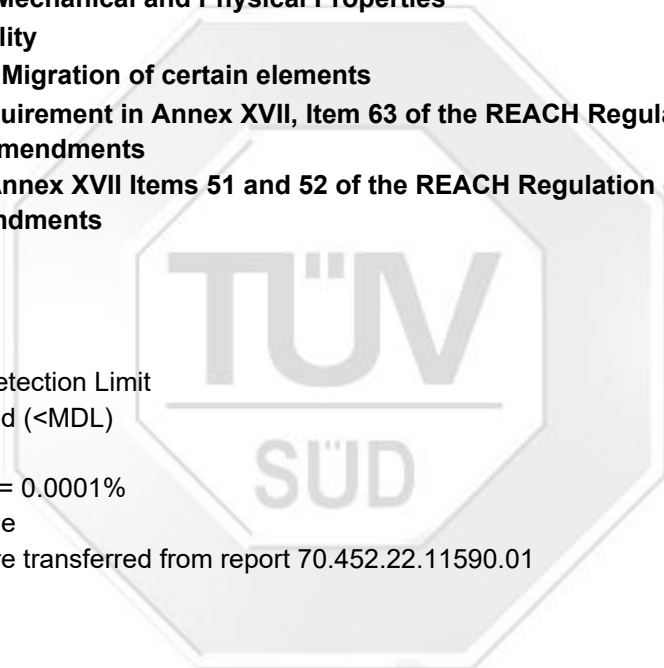 Mechanical and Physical Properties
lity
Migration of certain elements
uirement in Annex XVII, Item 63 of the REACH Regula
mendments
Annex XVII Items 51 and 52 of the REACH Regulation
ndments
TÜV
SÜD
etection Limit
d (<MDL)
= 0.0001%
e
e transferred from report 70.452.22.11590.01